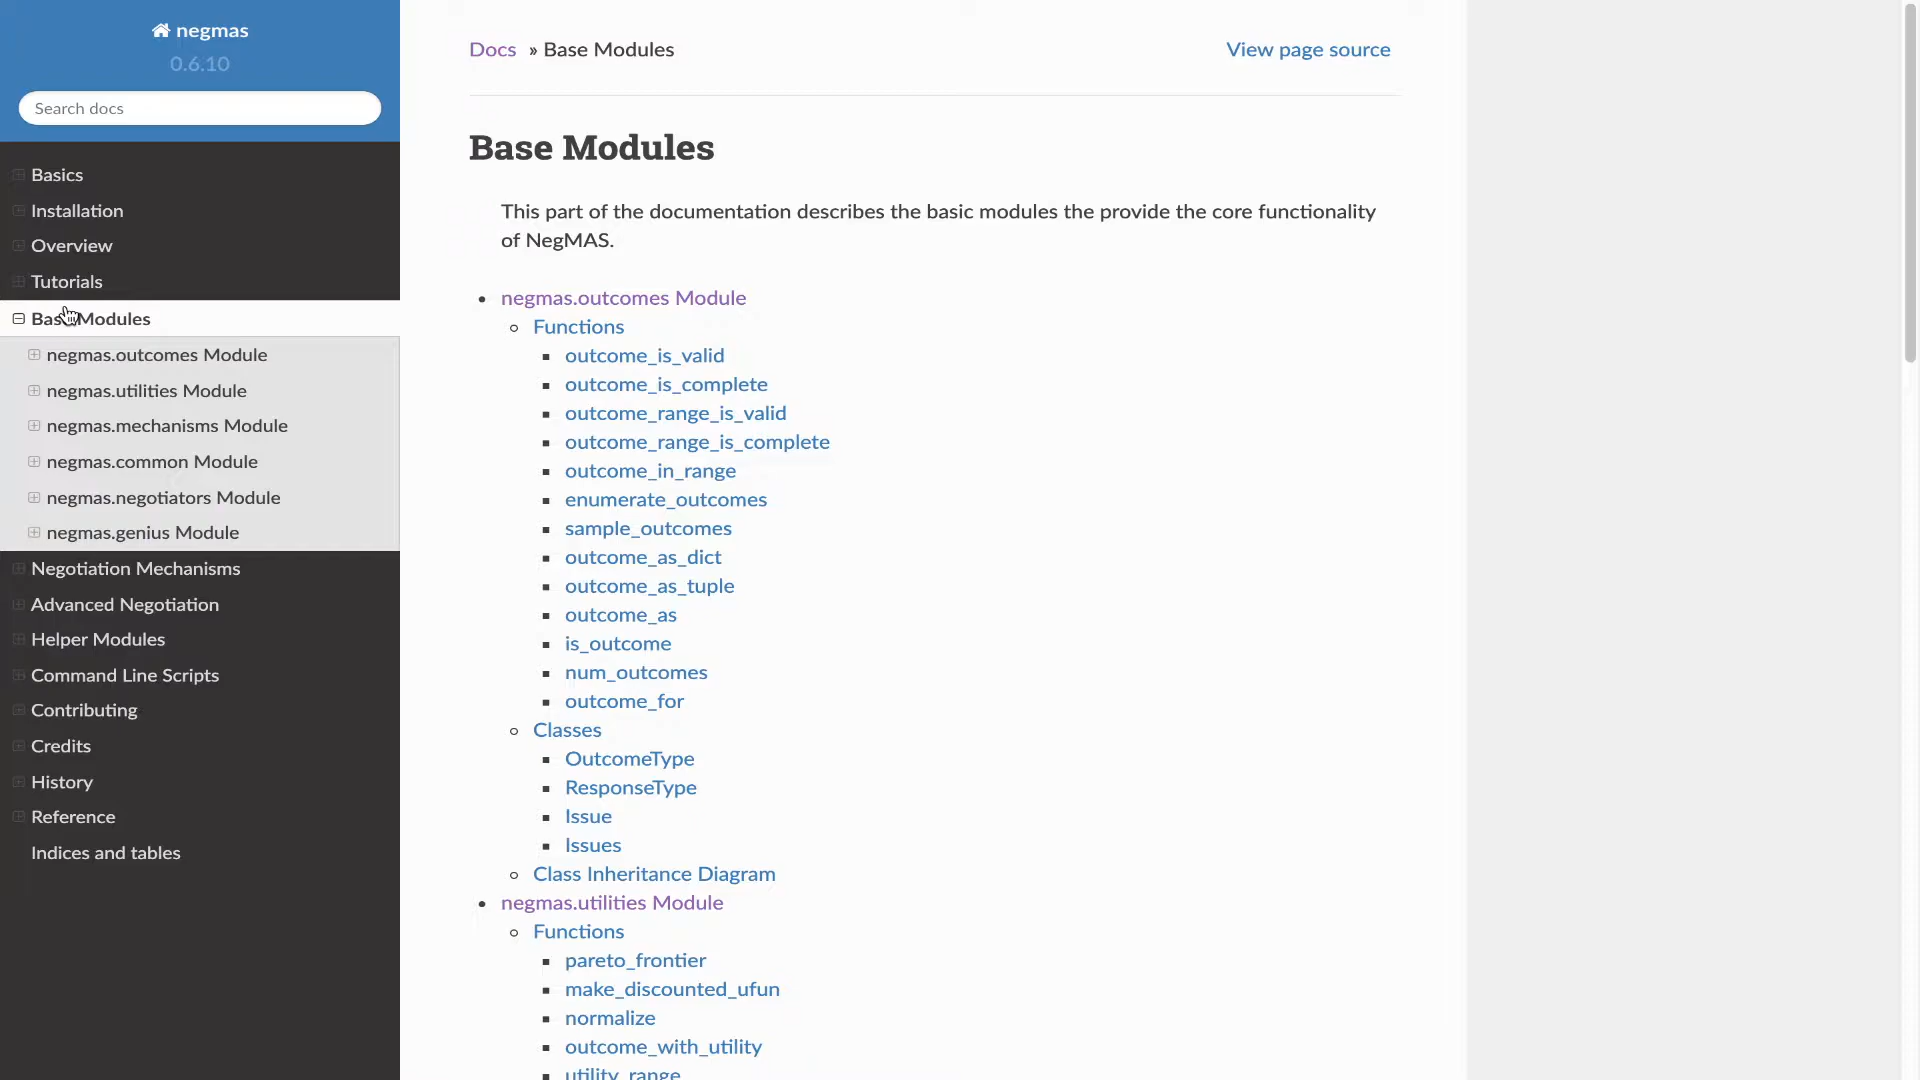 negmas
0.6.10
Search docs
Basics
Installation
Overview
Tutorials
Base Modules
negmas.outcomes Module
negmas.utilities Module
negmas.mechanisms Module
negmas.common Module
negmas.negotiators Module
negmas.genius Module
Negotiation Mechanisms
Advanced Negotiation
Helper Modules
Command Line Scripts
Contributing
Credits
History
Reference
Indices and tables
Docs » Base Modules
View page source
Base Modules
This part of the documentation describes the basic modules the provide the core functionality
of NegMAS.
negmas.outcomes Module
Functions
outcome_is_valid
outcome_is_complete
outcome_range_is_valid
outcome_range_is_complete
outcome_in_range
enumerate_outcomes
sample_outcomes
outcome_as_dict
outcome_as_tuple
outcome_as
is_outcome
num_outcomes
outcome_for
Classes
OutcomeType
ResponseType
Issue
Issues
Class Inheritance Diagram
negmas.utilities Module
Functions
pareto_frontier
make_discounted_ufun
normalize
outcome_with_utility
utility_range